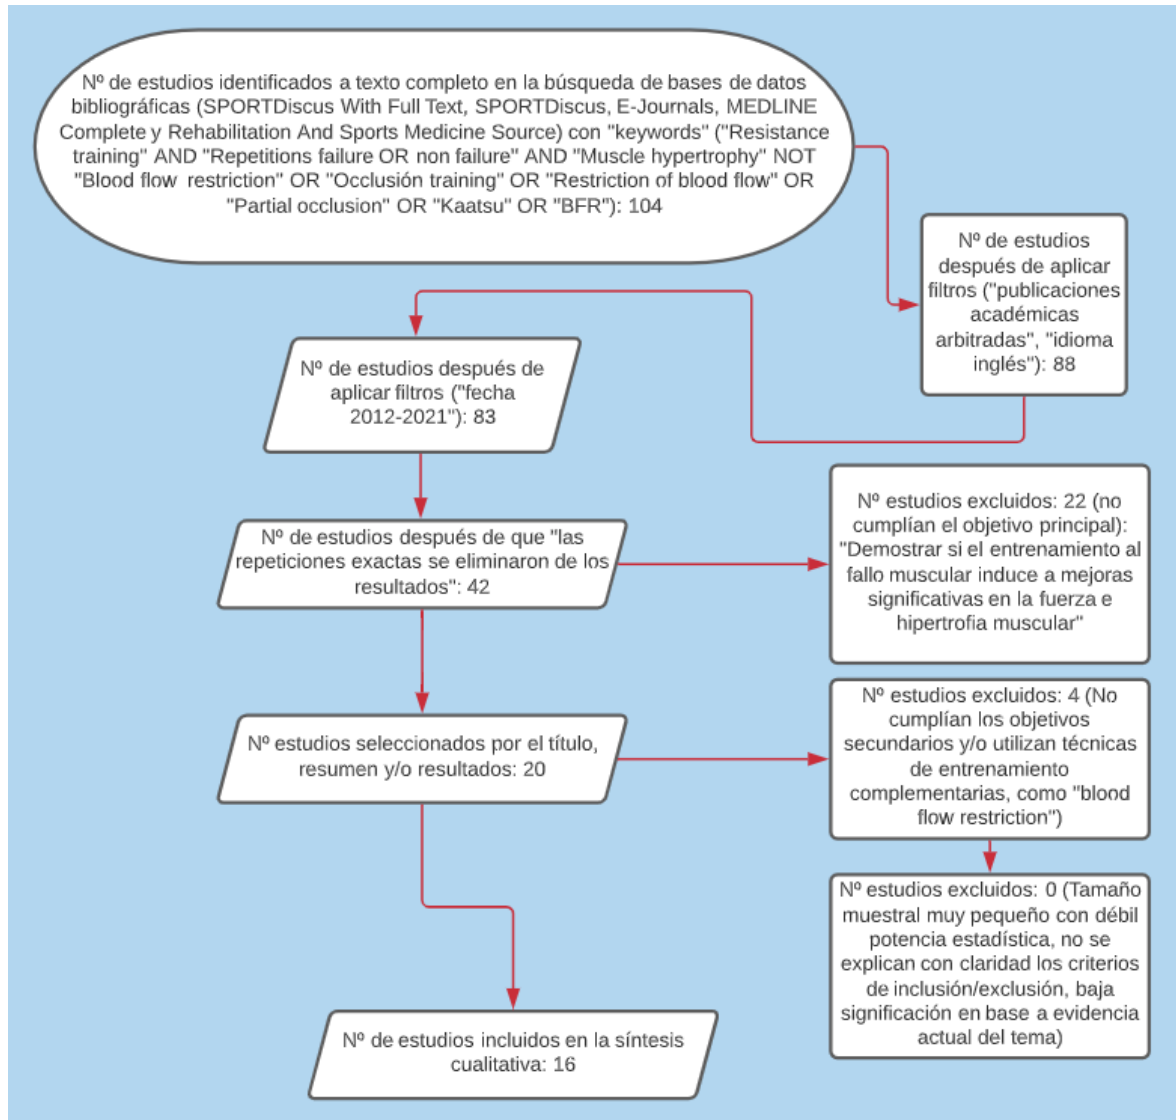 Nº de estudios identificados a texto completo en la búsqueda de bases de datos
bibliográficas (SPORTDiscus With Full Text, SPORTDiscus, E-Journals, MEDLINE
Complete y Rehabilitation And Sports Medicine Source) con "keywords" ("Resistance
training" AND "Repetitions failure OR non failure" AND "Muscle hypertrophy" NOT
"Blood flow restriction" OR "Occlusión training" OR "Restriction of blood flow" OR
"Partial occlusion" OR "Kaatsu" OR "BFR"): 104
Nº de estudios
después de aplicar
filtros ("publicaciones
académicas
arbitradas", "idioma
inglés"): 88
Nº de estudios después de
aplicar filtros ("fecha
2012-2021"): 83
Nº de estudios después de que "las
repeticiones exactas se eliminaron de los
resultados": 42
Nº estudios excluidos: 22 (no
cumplían el objetivo principal):
"Demostrar si el entrenamiento al
fallo muscular induce a mejoras
significativas en la fuerza e
hipertrofia muscular"
Nº estudios seleccionados por el título,
resumen y/o resultados: 20
Nº estudios excluidos: 4 (No
cumplían los objetivos
secundarios y/o utilizan técnicas
de entrenamiento
complementarias, como "blood
flow restriction")
Nº estudios excluidos: 0 (Tamaño
muestral muy pequeño con débil
potencia estadística, no se
explican con claridad los criterios
de inclusión/exclusión, baja
significación en base a evidencia
actual del tema)
Nº de estudios incluidos en la síntesis
cualitativa: 16